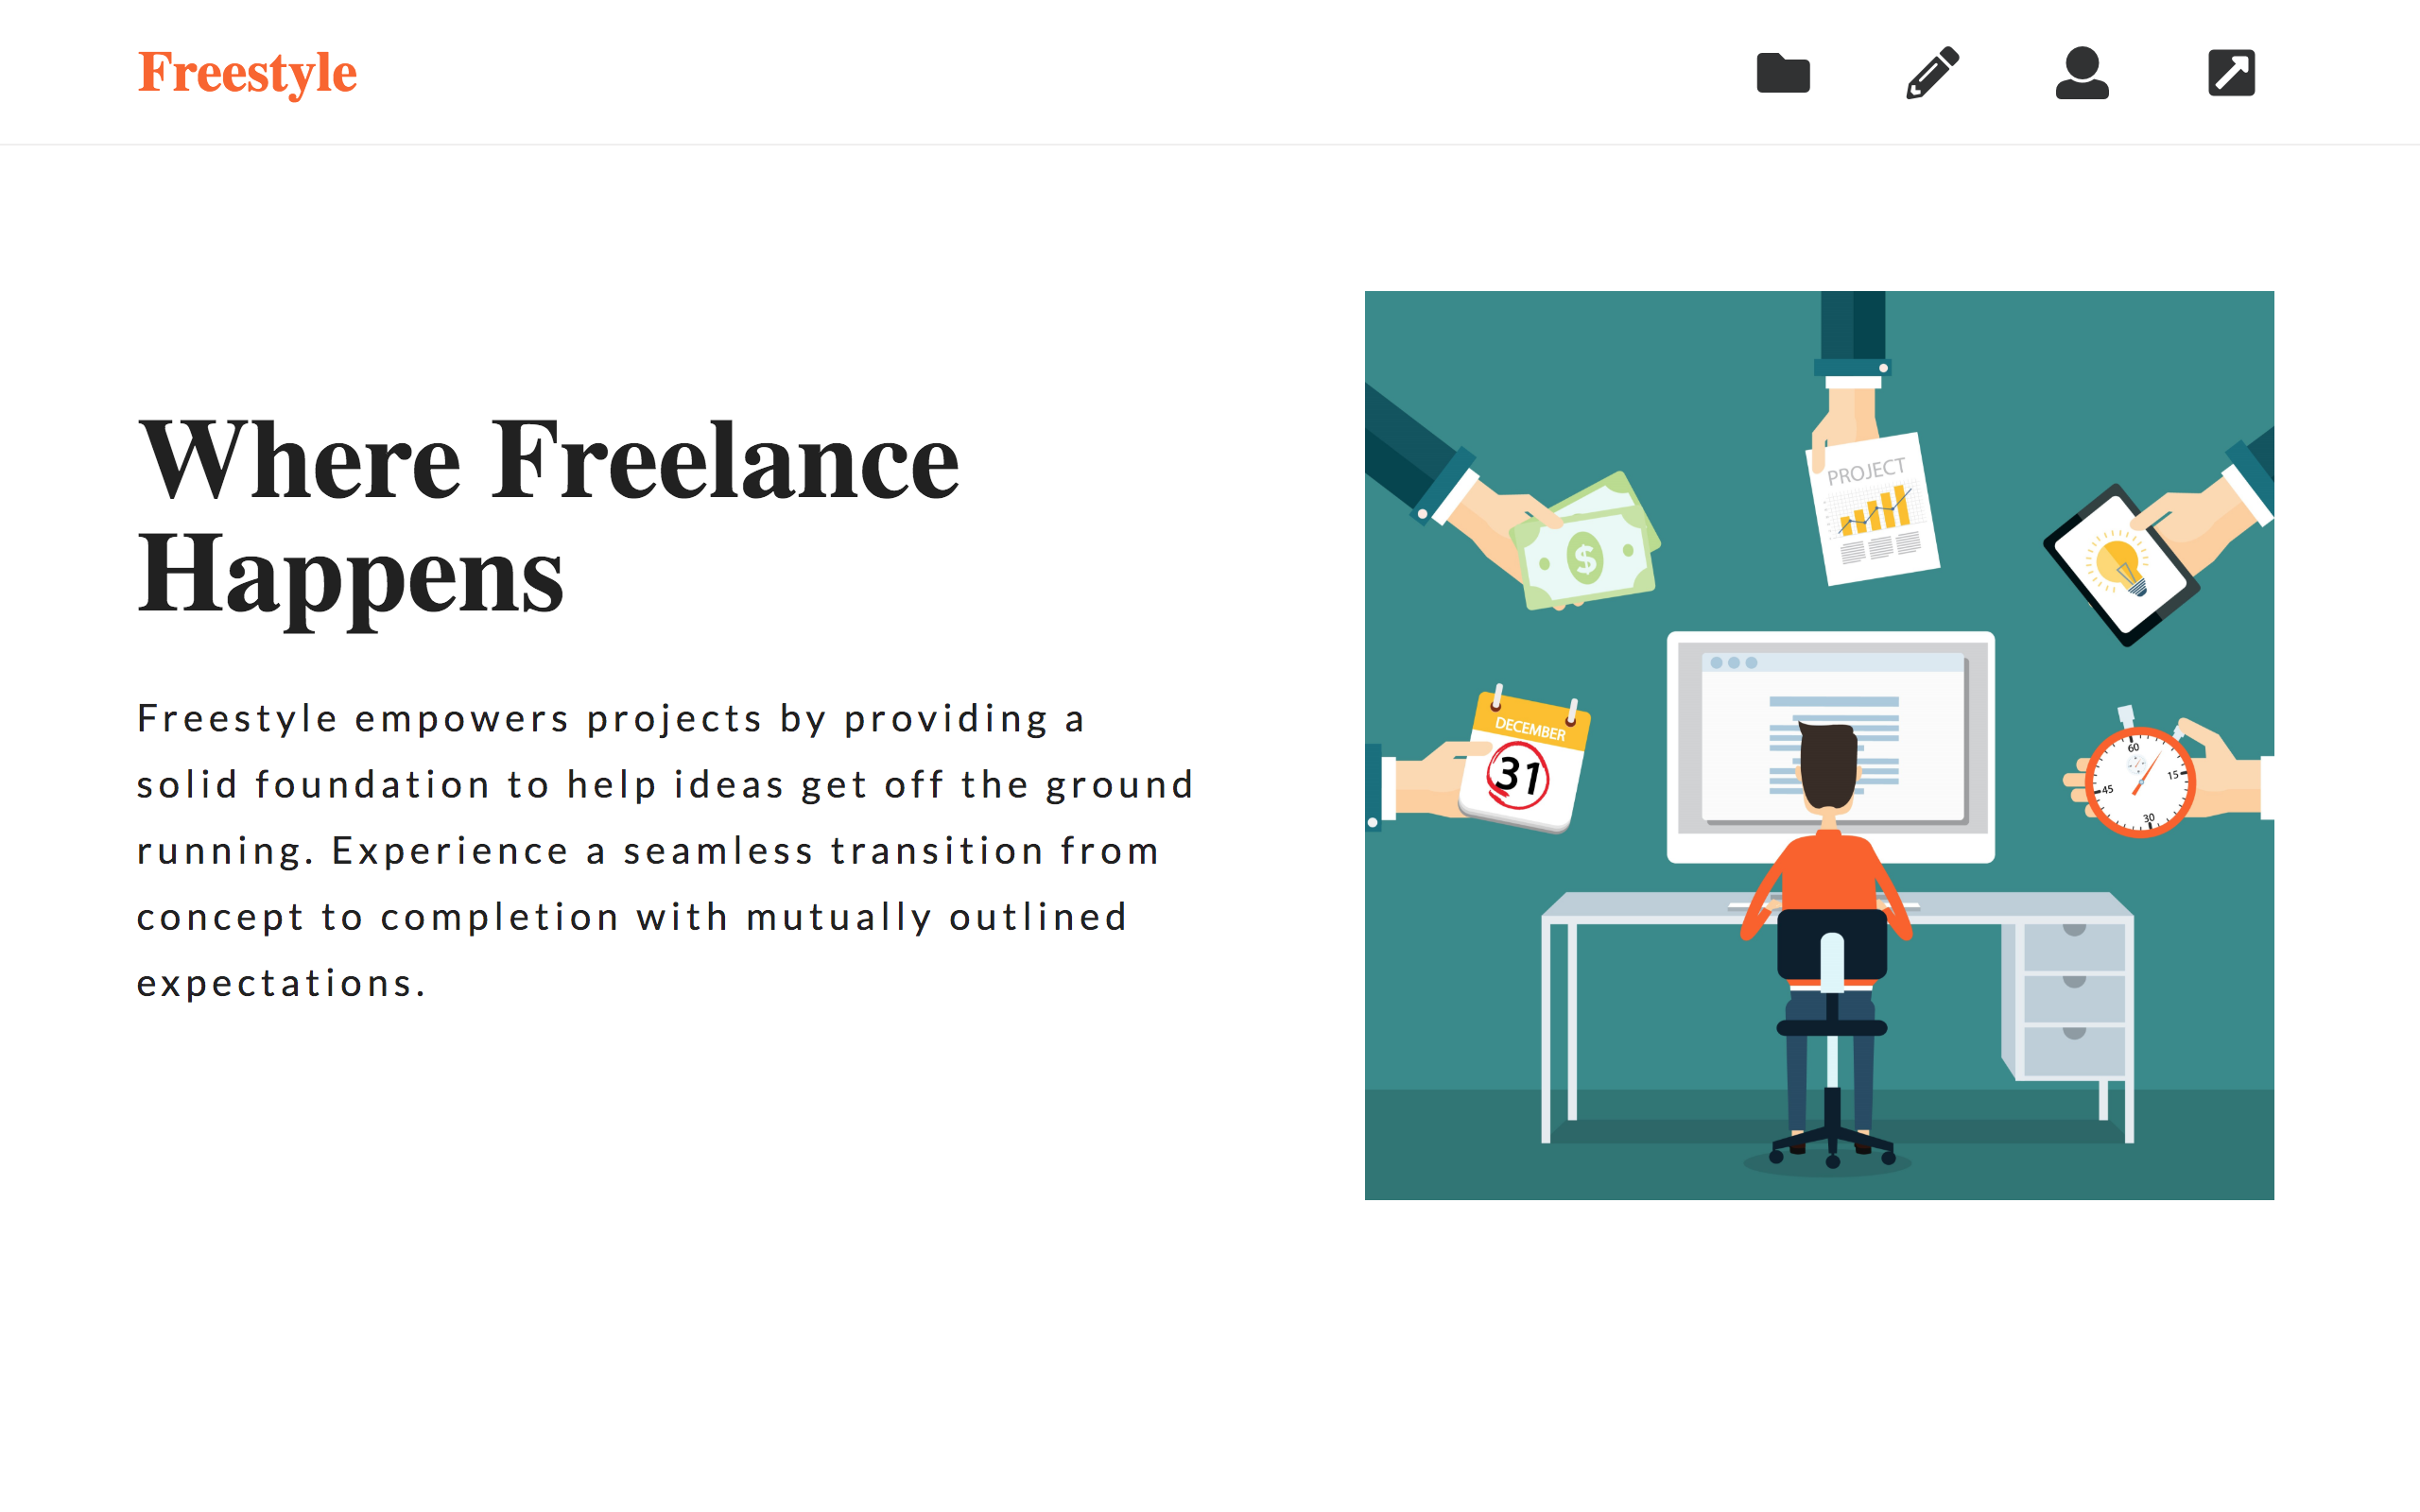 Freestyle
Where Freelance
Happens
Freestyle empowers projects by providing a
solid foundation to help ideas get off the ground
running. Experience a seamless transition from
concept to completion with mutually outlined
expectations.
PROJECT
$
DECEMBER
31
60
15
45
30